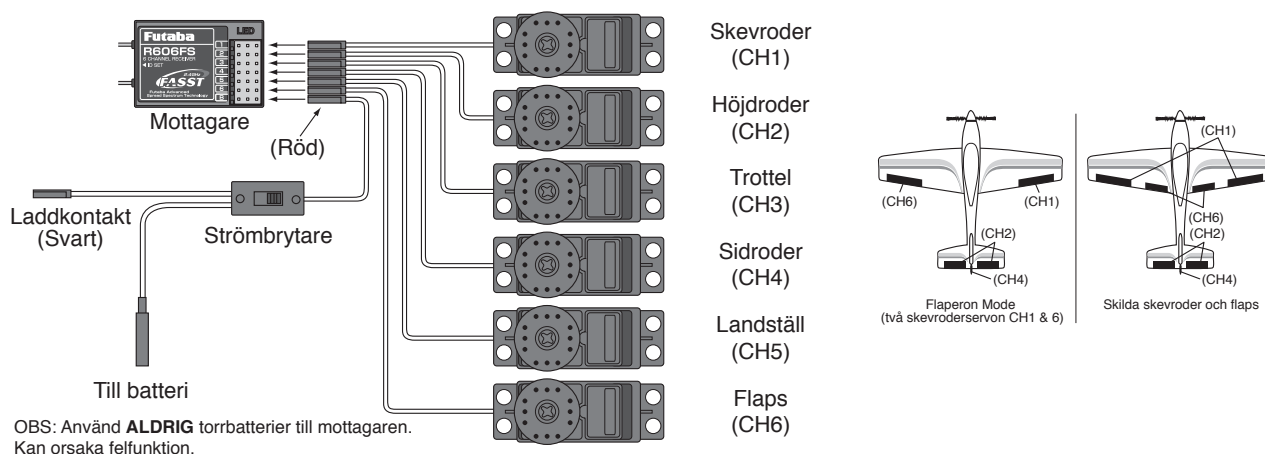 Futaba
R606FS
6 CHANNEL RECEIVER
ID SET
2.4GHz
FASST
Futaba Advanced
Spread Spectrum Technology
LED
1
2
3
4
5
6
B
Mottagare
(Röd)
Laddkontakt
(Svart)
Strömbrytare
Till batteri
OBS: Använd ALDRIG torrbatterier till mottagaren.
Kan orsaka felfunktion.
Skevroder
(CH1)
Höjdroder
(CH2)
Trottel
(CH3)
Sidroder
(CH4)
Landställ
(CH5)
Flaps
(CH6)
(CH6)
(CH1)
(CH2)
(CH4)
Flaperon Mode
(två skevroderservon CH1 & 6)
(CH1)
(CH6)
(CH2)
(CH4)
Skilda skevroder och flaps